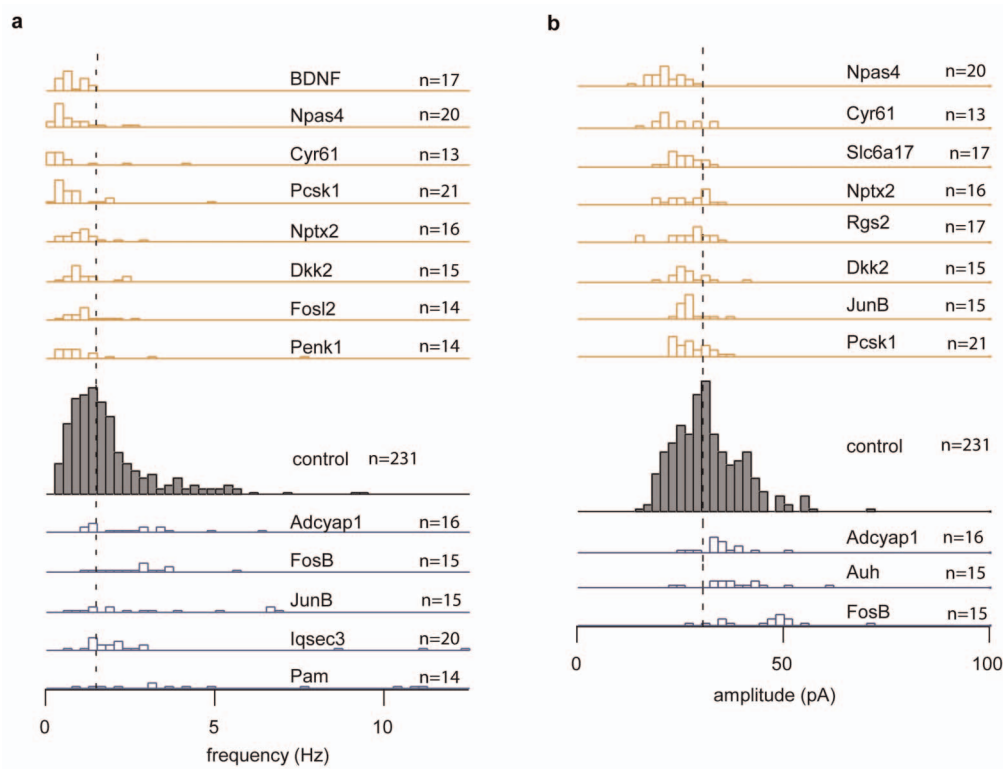 a
BDNF n=17
Npas4 n=20
Cyr61 n=13
Pcsk1 n=21
Nptx2 n=16
Dkk2 n=15
Fosl2 n=14
Penk1 n=14
control n=231
Adcyap1 n=16
FosB n=15
JunB n=15
Iqsec3 n=20
Pam n=14
0 5 10
frequency (Hz)
b
Npas4 n=20
Cyr61 n=13
Slc6a17 n=17
Nptx2 n=16
Rgs2 n=17
Dkk2 n=15
JunB n=15
Pcsk1 n=21
control n=231
Adcyap1 n=16
Auh n=15
FosB n=15
0 50 100
amplitude (pA)